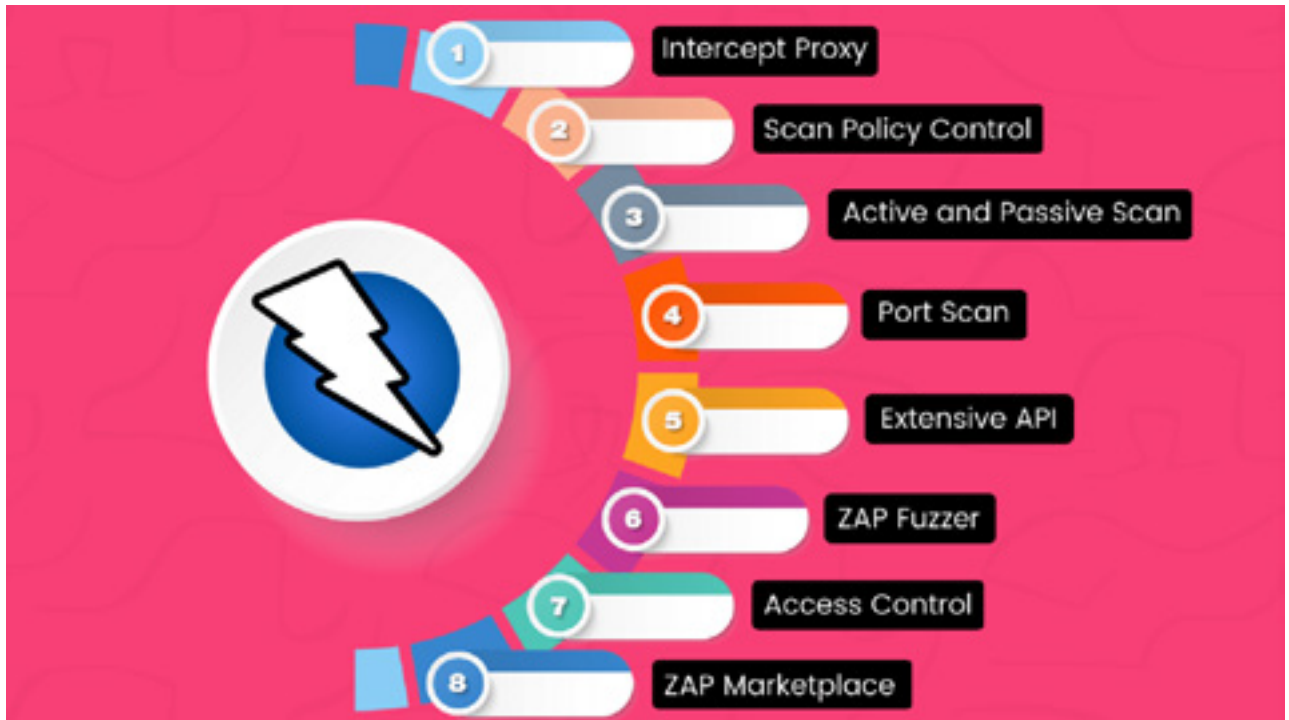 1
Intercept Proxy
2
Scan Policy Control
3
Active and Passive Scan
4
Port Scan
5
Extensive API
6
ZAP Fuzzer
7
Access Control
8
ZAP Marketplace